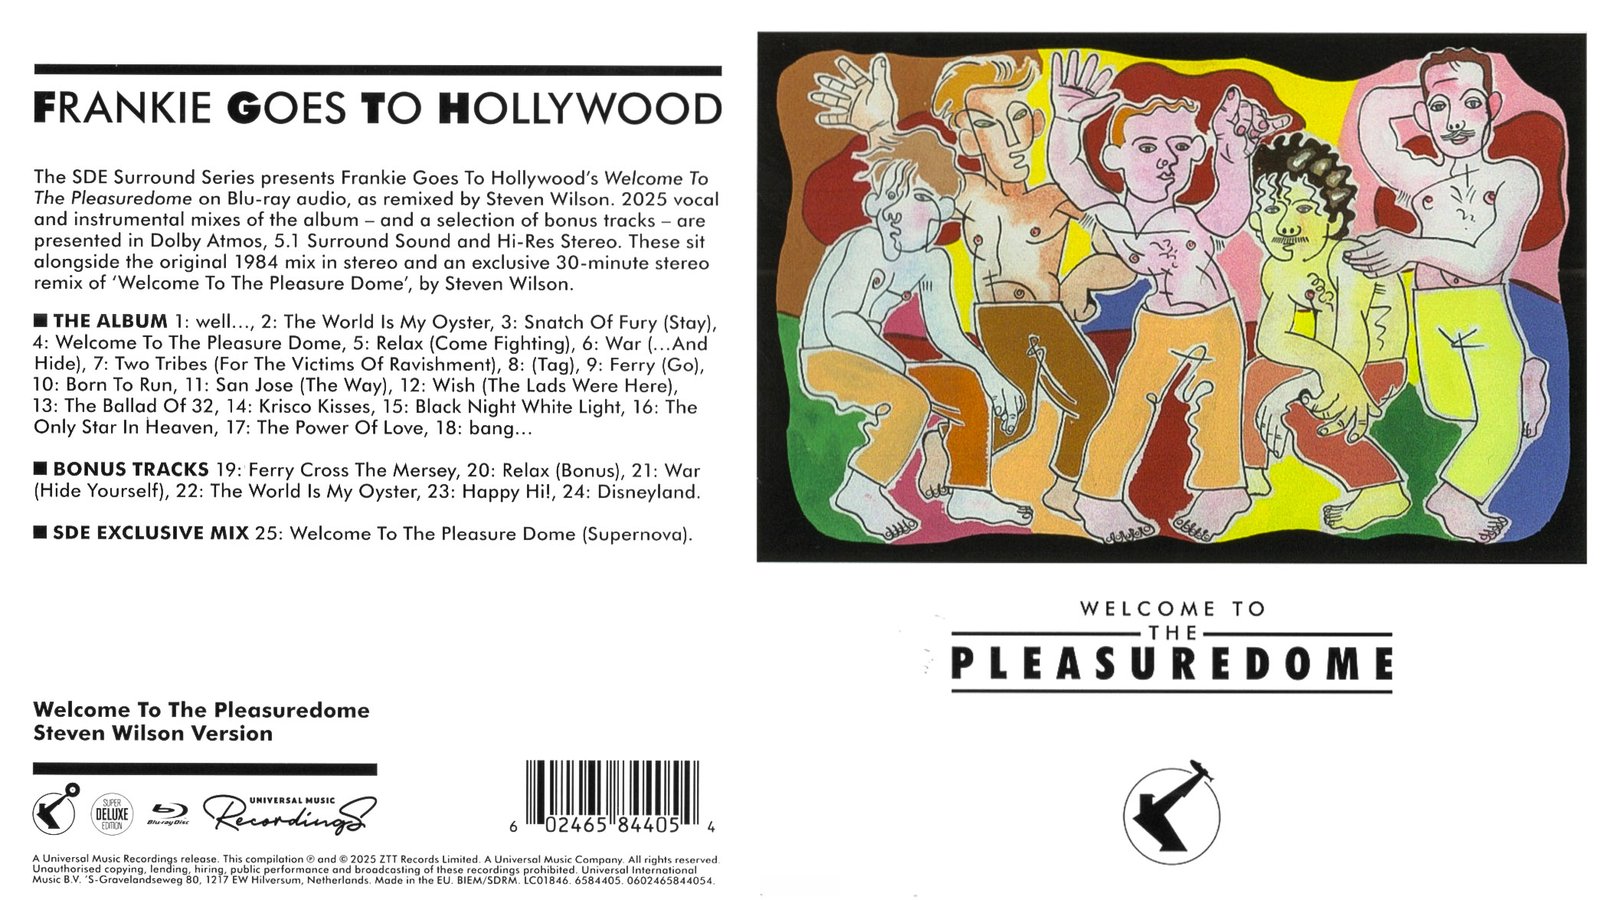 FRANKIE GOES TO HOLLYWOOD
The SDE Surround Series presents Frankie Goes To Hollywood's Welcome To
The Pleasuredome on Blu-ray audio, as remixed by Steven Wilson. 2025 vocal
and instrumental mixes of the album – and a selection of bonus tracks – are
presented in Dolby Atmos, 5.1 Surround Sound and Hi-Res Stereo. These sit
alongside the original 1984 mix in stereo and an exclusive 30-minute stereo
remix of 'Welcome To The Pleasure Dome', by Steven Wilson.
■ THE ALBUM 1: well..., 2: The World Is My Oyster, 3: Snatch Of Fury (Stay),
4: Welcome To The Pleasure Dome, 5: Relax (Come Fighting), 6: War (...And
Hide), 7: Two Tribes (For The Victims Of Ravishment), 8: (Tag), 9: Ferry (Go),
10: Born To Run, 11: San Jose (The Way), 12: Wish (The Lads Were Here),
13: The Ballad Of 32, 14: Krisco Kisses, 15: Black Night White Light, 16: The
Only Star In Heaven, 17: The Power Of Love, 18: bang...
■ BONUS TRACKS 19: Ferry Cross The Mersey, 20: Relax (Bonus), 21: War
(Hide Yourself), 22: The World Is My Oyster, 23: Happy Hi!, 24: Disneyland.
■ SDE EXCLUSIVE MIX 25: Welcome To The Pleasure Dome (Supernova).
Welcome To The Pleasuredome
Steven Wilson Version
SUPER
DELUXE
EDITION
Blu-ray Disc
UNIVERSAL MUSIC
Recordings
6 02465 84405 4
A Universal Music Recordings release. This compilation ℗ and © 2025 ZTT Records Limited. A Universal Music Company. All rights reserved.
Unauthorised copying, lending, hiring, public performance and broadcasting of these recordings prohibited. Universal International
Music B.V. 'S-Gravelandseweg 80, 1217 EW Hilversum, Netherlands. Made in the EU. BIEM/SDRM. LC01846. 6584405. 0602465844054.
WELCOME TO
THE
PLEASUREDOME